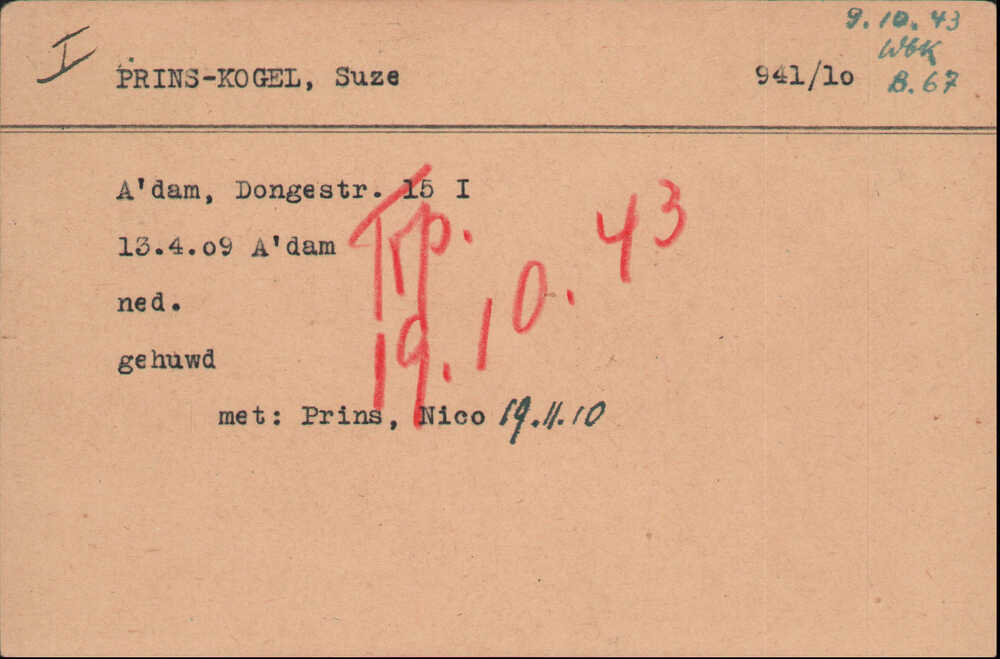 I
9.10.43
WbK
PRINS-KOGEL, Suze 941/lo B.67
A'dam, Dongestr. 15 I
13.4.o9 A'dam
ned.
gehuwd
met: Prins, Nico 19.11.10
Trp.
19.10.43